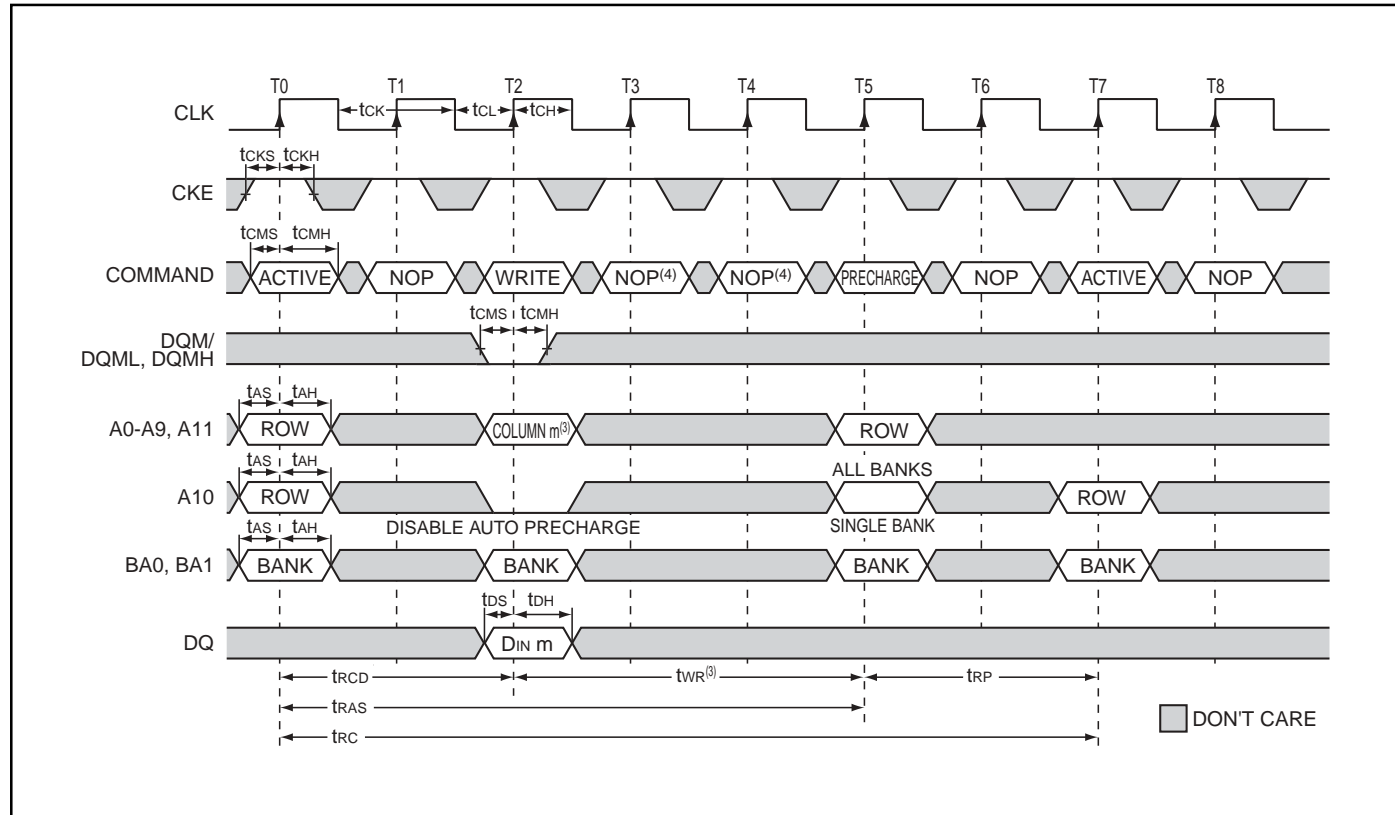 T0 T1 T2 T3 T4 T5 T6 T7 T8
CLK
tCK tCL tCH
tCKS tCKH
CKE
tCMS tCMH
COMMAND ACTIVE NOP WRITE NOP(4) NOP(4) PRECHARGE NOP ACTIVE NOP
tCMS tCMH
DQM/
DQML, DQMH
tAS tAH
A0-A9, A11 ROW COLUMN m(3) ROW
tAS tAH ALL BANKS
A10 ROW ROW
tAS tAH DISABLE AUTO PRECHARGE SINGLE BANK
BA0, BA1 BANK BANK BANK BANK
tDS tDH
DQ DIN m
tRCD tWR(3) tRP
tRAS
DON'T CARE
tRC